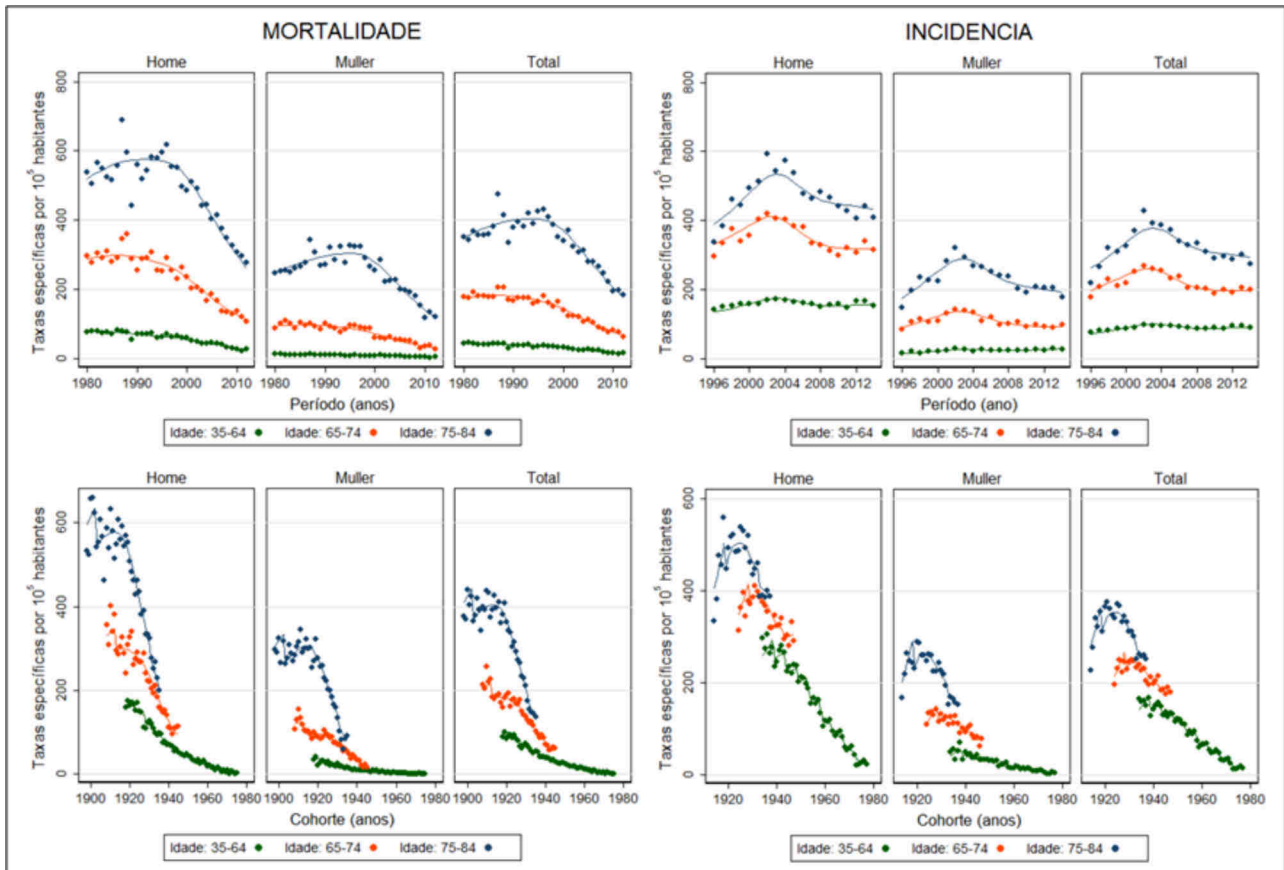 MORTALIDADE
INCIDENCIA
Home Muller Total
Home Muller Total
Taxas específicas por 10⁵ habitantes
0 200 400 600 800
1980 1990 2000 2010 1980 1990 2000 2010 1980 1990 2000 2010
Período (anos)
Idade: 35-64 Idade: 65-74 Idade: 75-84
Taxas específicas por 10⁵ habitantes
0 200 400 600 800
1996 2000 2004 2008 2012 1996 2000 2004 2008 2012 1996 2000 2004 2008 2012
Período (ano)
Idade: 35-64 Idade: 65-74 Idade: 75-84
Home Muller Total
Home Muller Total
Taxas específicas por 10⁵ habitantes
0 200 400 600
1900 1920 1940 1960 1980 1900 1920 1940 1960 1980 1900 1920 1940 1960 1980
Cohorte (anos)
Idade: 35-64 Idade: 65-74 Idade: 75-84
Taxas específicas por 10⁵ habitantes
0 200 400 600
1920 1940 1960 1980 1920 1940 1960 1980 1920 1940 1960 1980
Cohorte (anos)
Idade: 35-64 Idade: 65-74 Idade: 75-84